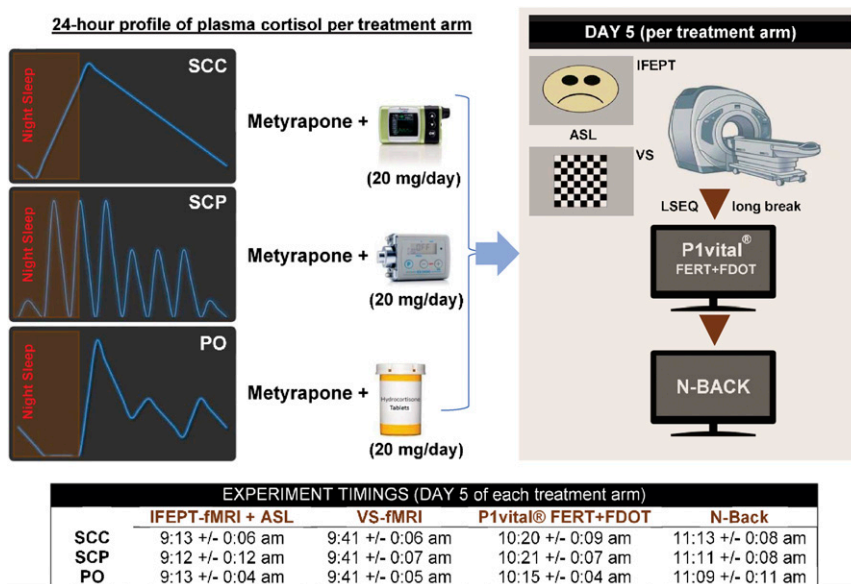 24-hour profile of plasma cortisol per treatment arm
SCC
Night Sleep
Metyrapone +
(20 mg/day)
SCP
Night Sleep
Metyrapone +
(20 mg/day)
PO
Night Sleep
Metyrapone +
Hydrocortisone
Tablets
(20 mg/day)
DAY 5 (per treatment arm)
IFEPT
ASL
VS
LSEQ long break
P1vital®
FERT+FDOT
N-BACK
EXPERIMENT TIMINGS (DAY 5 of each treatment arm)
IFEPT-fMRI + ASL VS-fMRI P1vital® FERT+FDOT N-Back
SCC 9:13 +/- 0:06 am 9:41 +/- 0:06 am 10:20 +/- 0:09 am 11:13 +/- 0:08 am
SCP 9:12 +/- 0:12 am 9:41 +/- 0:07 am 10:21 +/- 0:07 am 11:11 +/- 0:08 am
PO 9:13 +/- 0:04 am 9:41 +/- 0:05 am 10:15 +/- 0:04 am 11:09 +/- 0:11 am